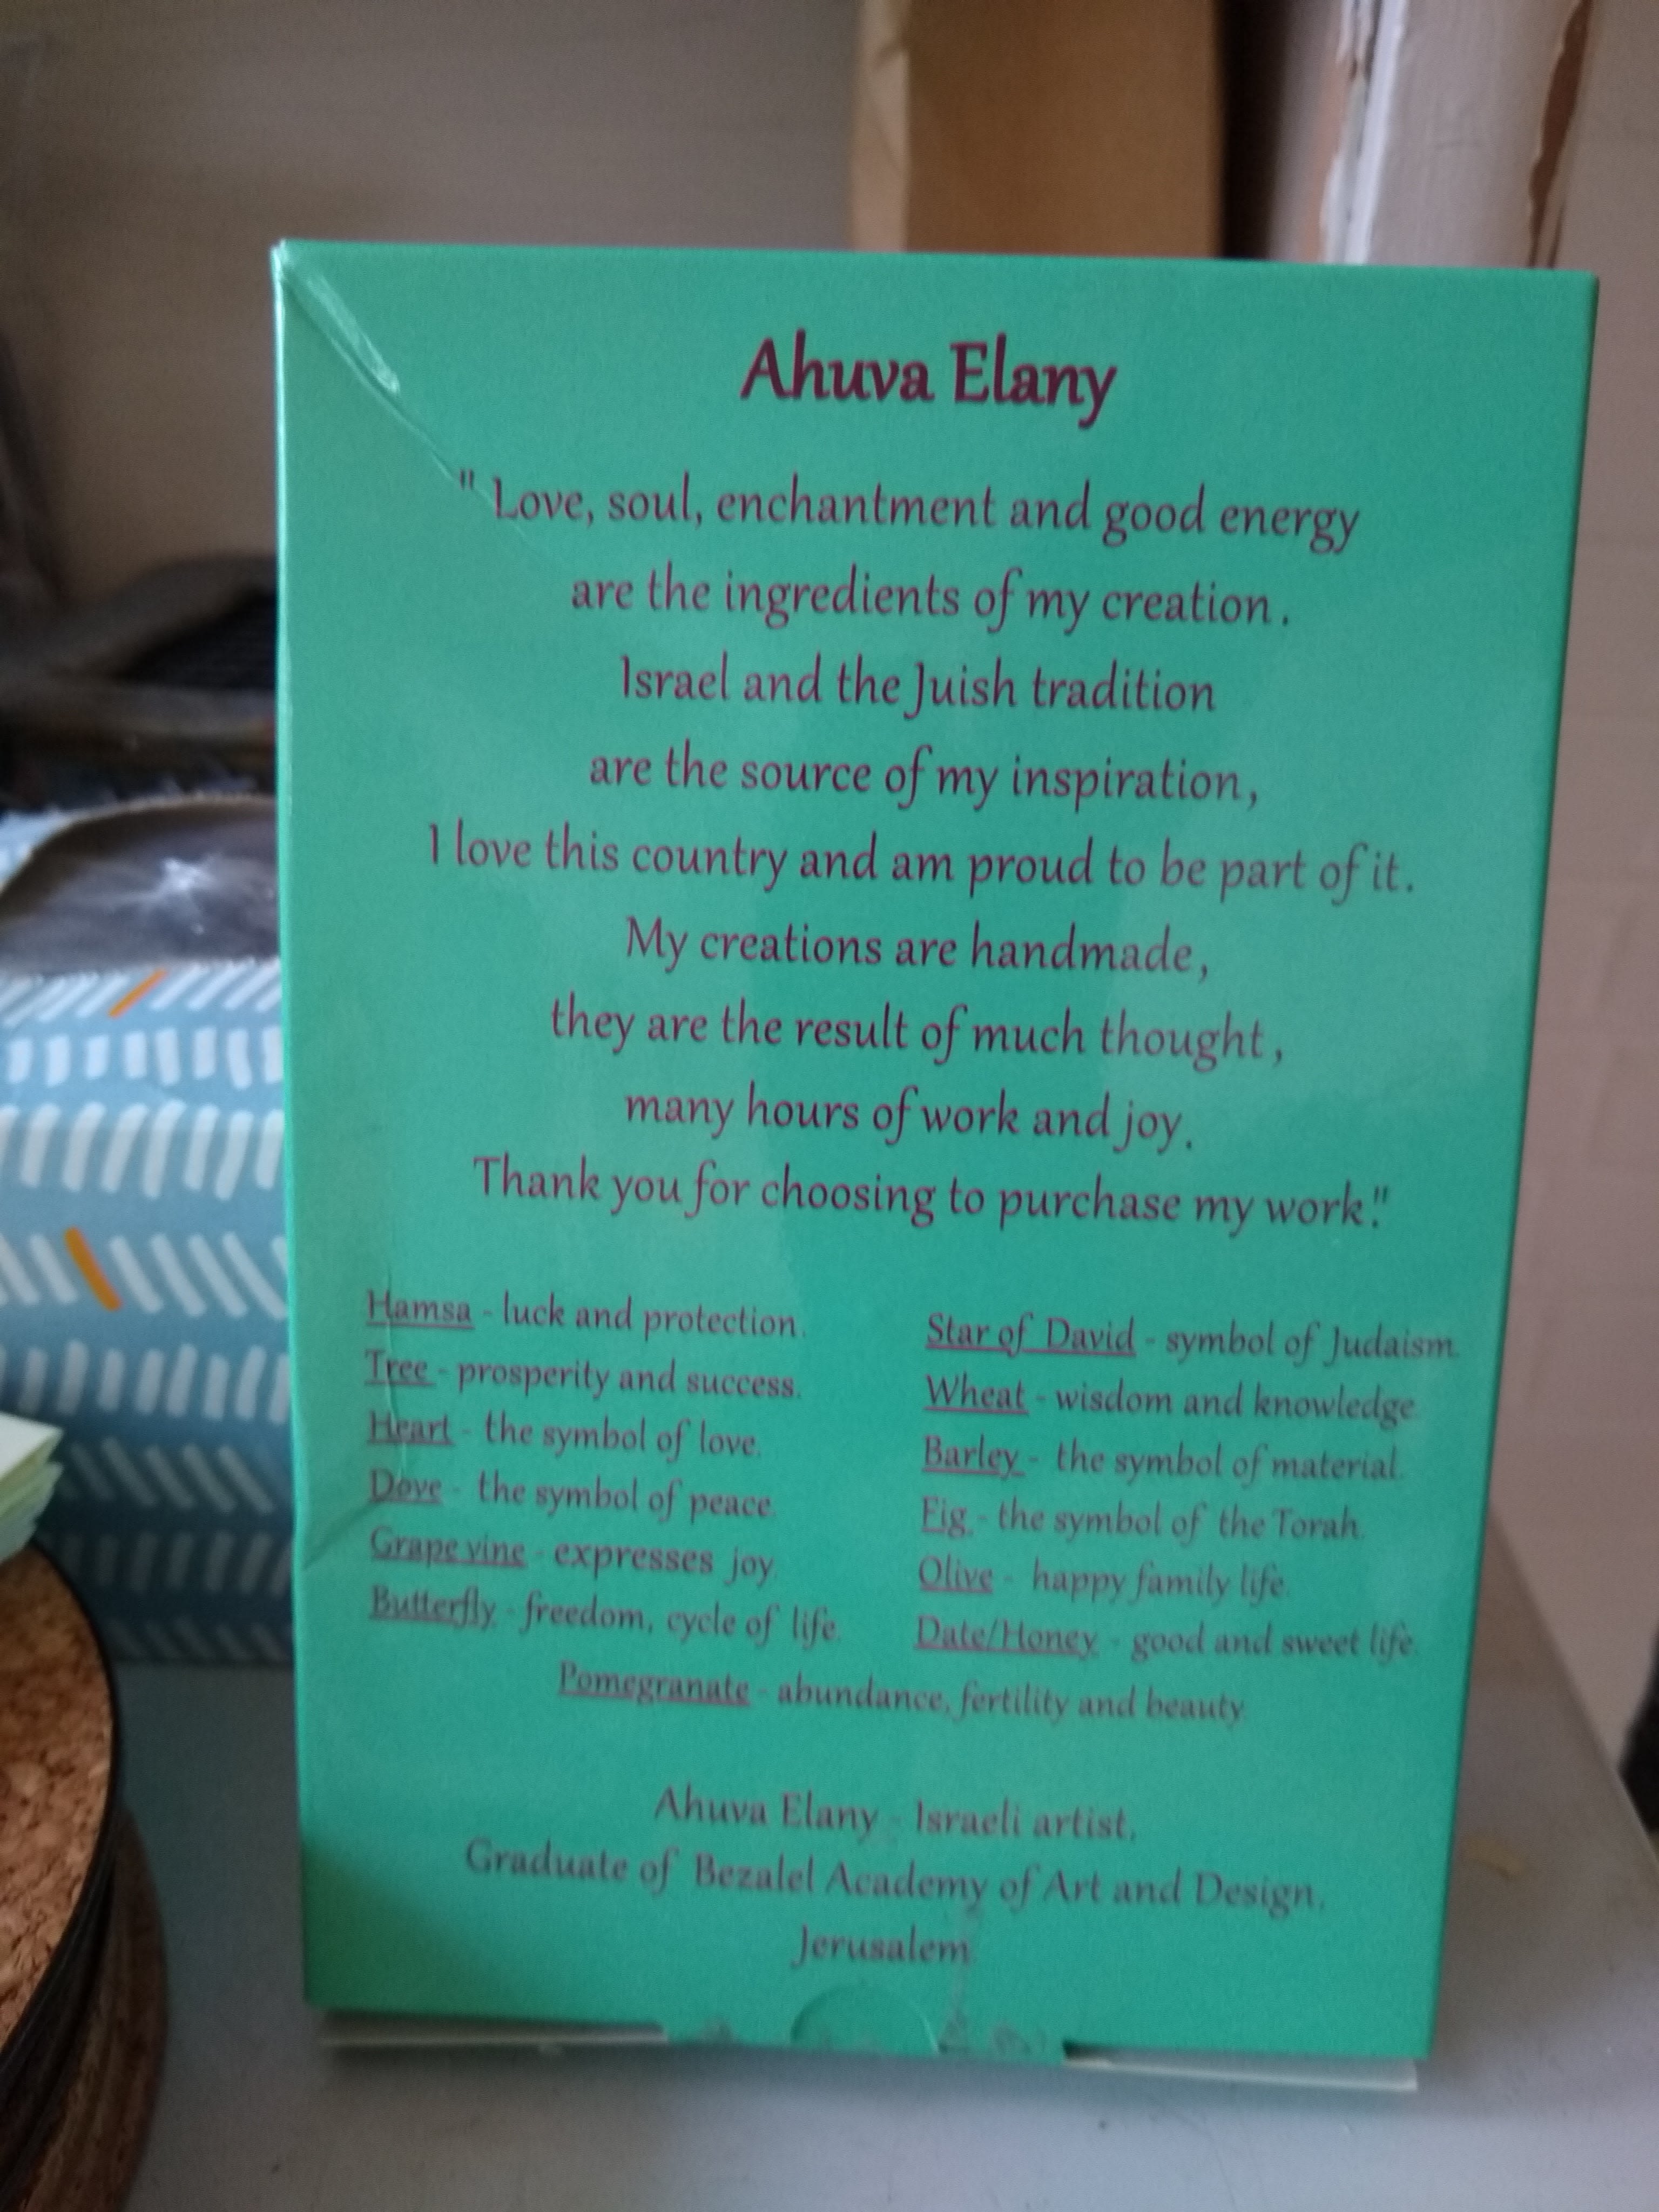 Ahuva Elany
" Love, soul, enchantment and good energy
are the ingredients of my creation.
Israel and the Juish tradition
are the source of my inspiration,
I love this country and am proud to be part of it.
My creations are handmade,
they are the result of much thought,
many hours of work and joy.
Thank you for choosing to purchase my work."
Hamsa - luck and protection.
Tree - prosperity and success.
Heart - the symbol of love.
Dove - the symbol of peace.
Grape vine - expresses joy.
Butterfly - freedom, cycle of life.
Star of David - symbol of Judaism.
Wheat - wisdom and knowledge.
Barley - the symbol of material.
Fig - the symbol of the Torah.
Olive - happy family life.
Date/Honey - good and sweet life.
Pomegranate - abundance, fertility and beauty.
Ahuva Elany - Israeli artist.
Graduate of Bezalel Academy of Art and Design.
Jerusalem